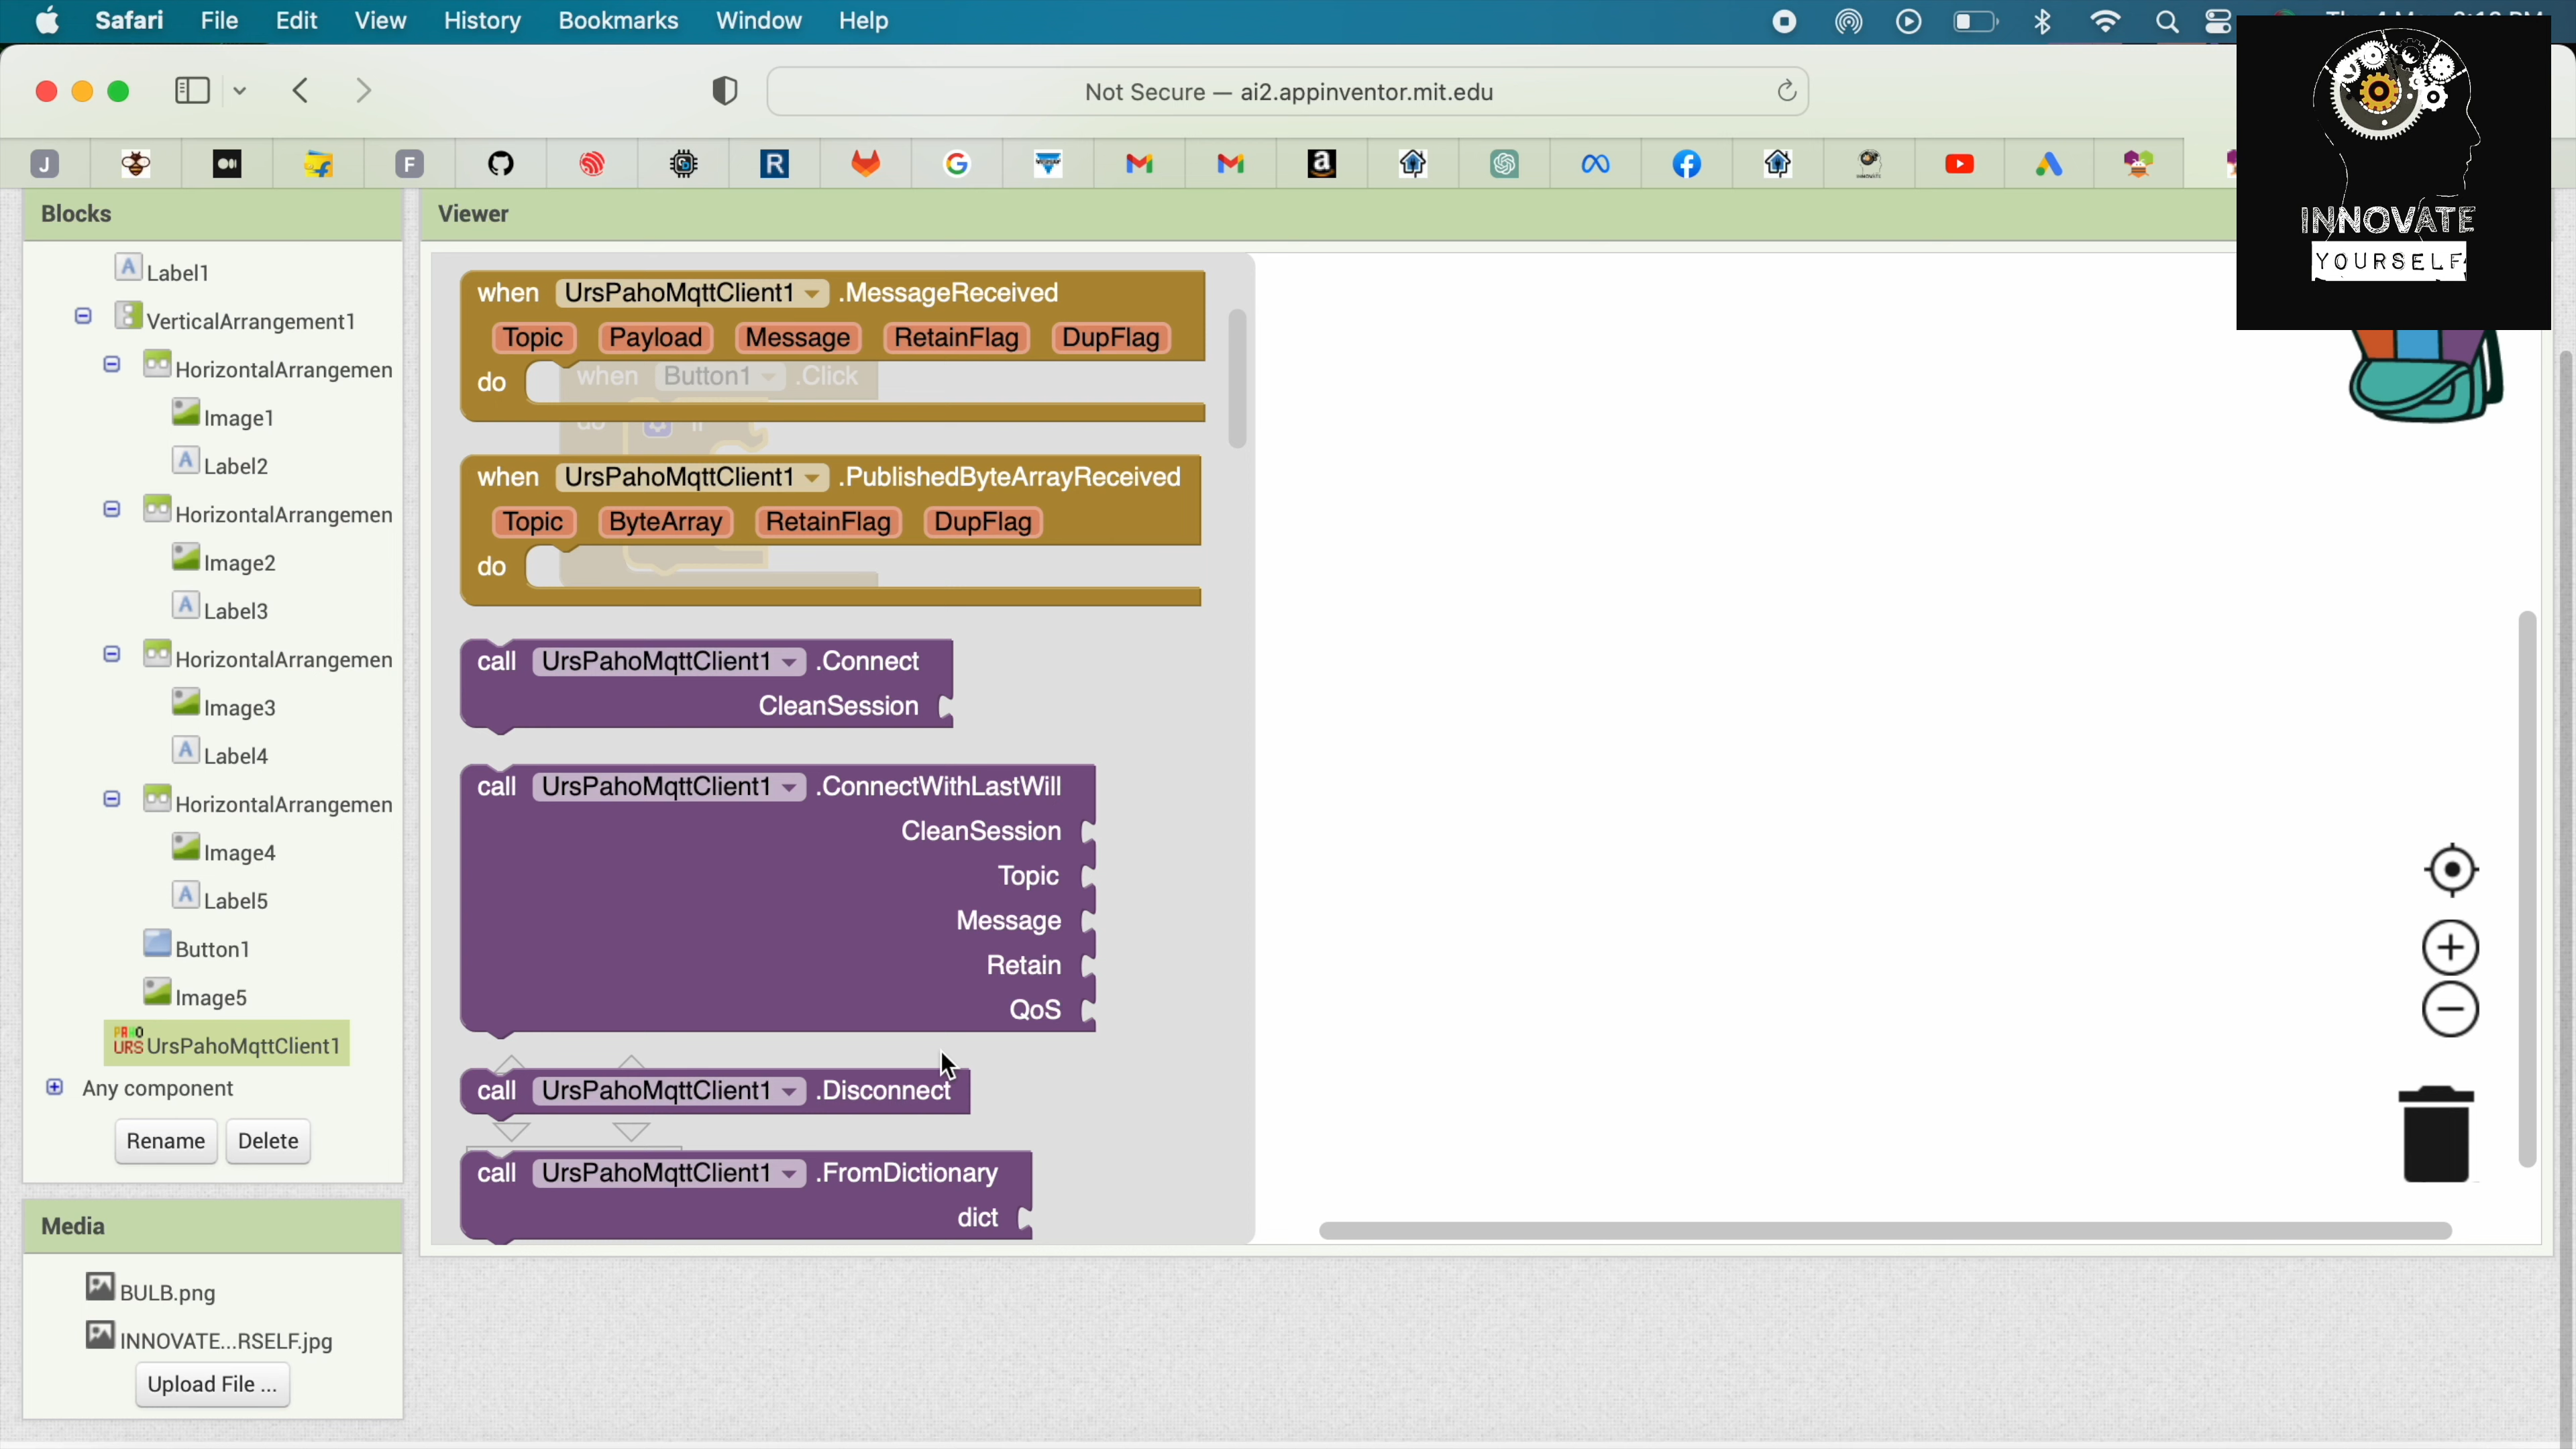 Safari File Edit View History Bookmarks Window Help
Not Secure — ai2.appinventor.mit.edu
J
F
R
G
a
INNOVATE
YOURSELF
Blocks
Viewer
Label1
VerticalArrangement1
HorizontalArrangemen
Image1
Label2
HorizontalArrangemen
Image2
Label3
HorizontalArrangemen
Image3
Label4
HorizontalArrangemen
Image4
Label5
Button1
Image5
PAHO
URS
UrsPahoMqttClient1
Any component
Rename Delete
Media
BULB.png
INNOVATE...RSELF.jpg
Upload File ...
when UrsPahoMqttClient1 .MessageReceived
Topic Payload Message RetainFlag DupFlag
do
when Button1 .Click
do if
when UrsPahoMqttClient1 .PublishedByteArrayReceived
Topic ByteArray RetainFlag DupFlag
do
call UrsPahoMqttClient1 .Connect
CleanSession
call UrsPahoMqttClient1 .ConnectWithLastWill
CleanSession
Topic
Message
Retain
QoS
call UrsPahoMqttClient1 .Disconnect
call UrsPahoMqttClient1 .FromDictionary
dict